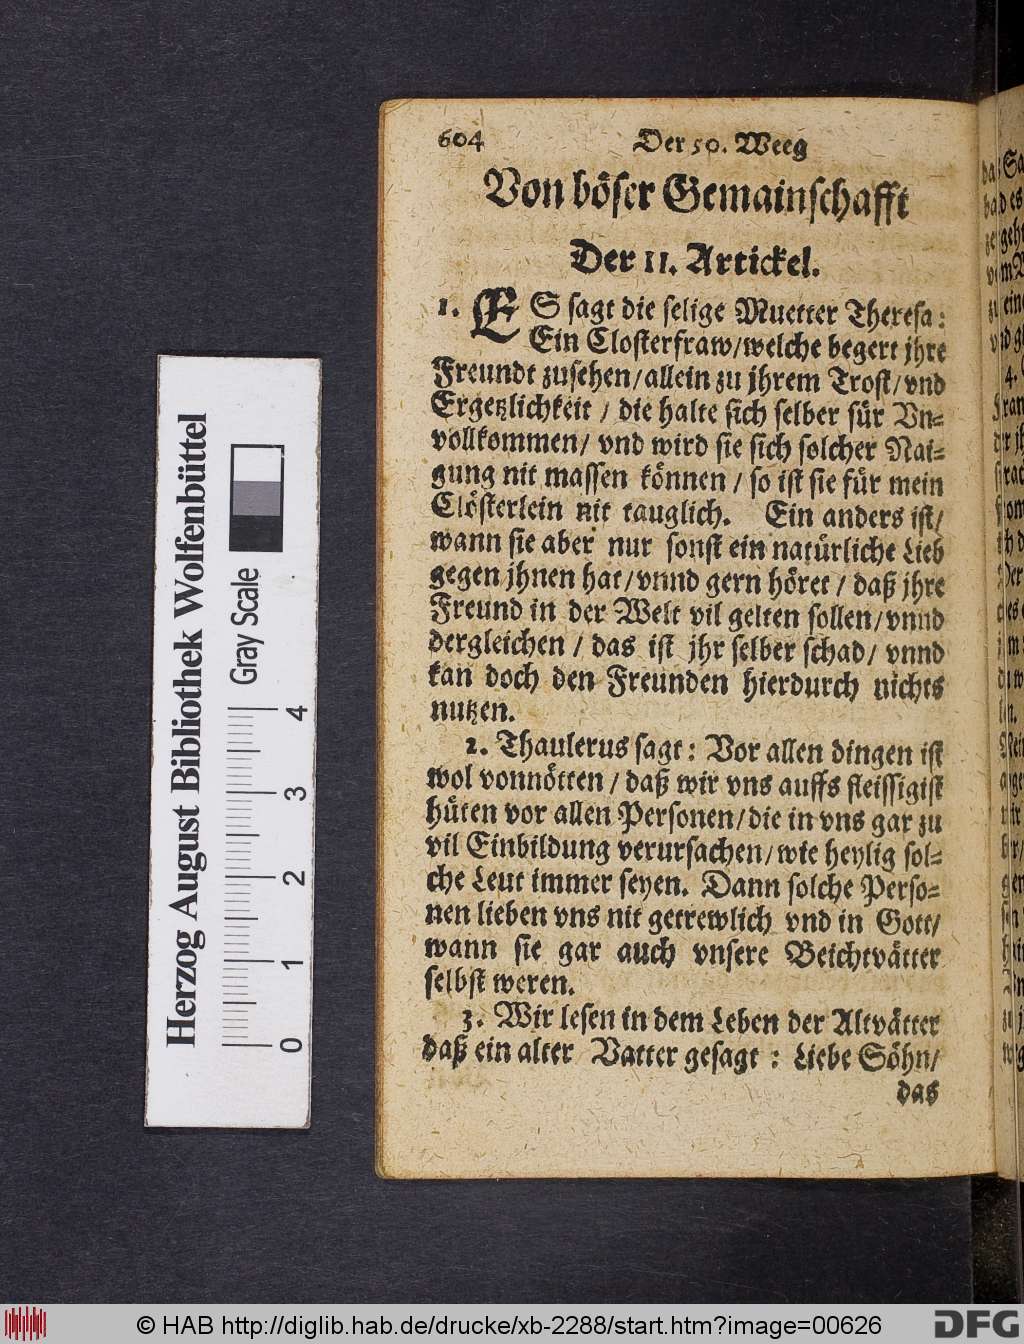 604 Der 50. Weeg
Von böser Gemainschafft
Der 11. Artickel.
1. ES sagt die selige Muetter Theresa:
Ein Closterfraw/welche begert jhre
Freundt zusehen/allein zu jhrem Trost/vnd
Ergetzlichkeit / die halte sich selber für Vn-
vollkommen/ vnd wird sie sich solcher Nai-
gung nit massen können / so ist sie für mein
Clösterlein nit tauglich. Ein anders ist/
wann sie aber nur sonst ein natürliche Lieb
gegen jhnen hat/vnnd gern höret / daß jhre
Freund in der Welt vil gelten sollen/vnnd
dergleichen / das ist jhr selber schad/ vnnd
kan doch den Freunden hierdurch nichts
nutzen.
2. Thaulerus sagt: Vor allen dingen ist
wol vonnötten / daß wir vns auffs fleissigist
hüten vor allen Personen/die in vns gar zu
vil Einbildung verursachen/wie heylig sol-
che Leut immer seyen. Dann solche Perso-
nen lieben vns nit getrewlich vnd in Gott/
wann sie gar auch vnsere Beichtvätter
selbst weren.
3. Wir lesen in dem Leben der Altvätter
daß ein alter Vatter gesagt : Liebe Söhn/
das
Herzog August Bibliothek Wolfenbüttel
Gray Scale
0 1 2 3 4
© HAB http://diglib.hab.de/drucke/xb-2288/start.htm?image=00626
DFG